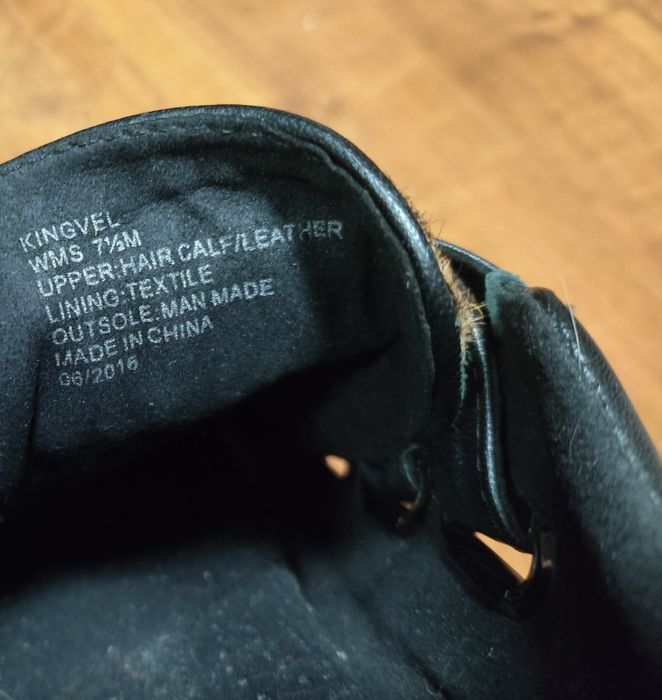 KINGVEL
WMS 7½M
UPPER:HAIR CALF/LEATHER
LINING:TEXTILE
OUTSOLE:MAN MADE
MADE IN CHINA
06/2016